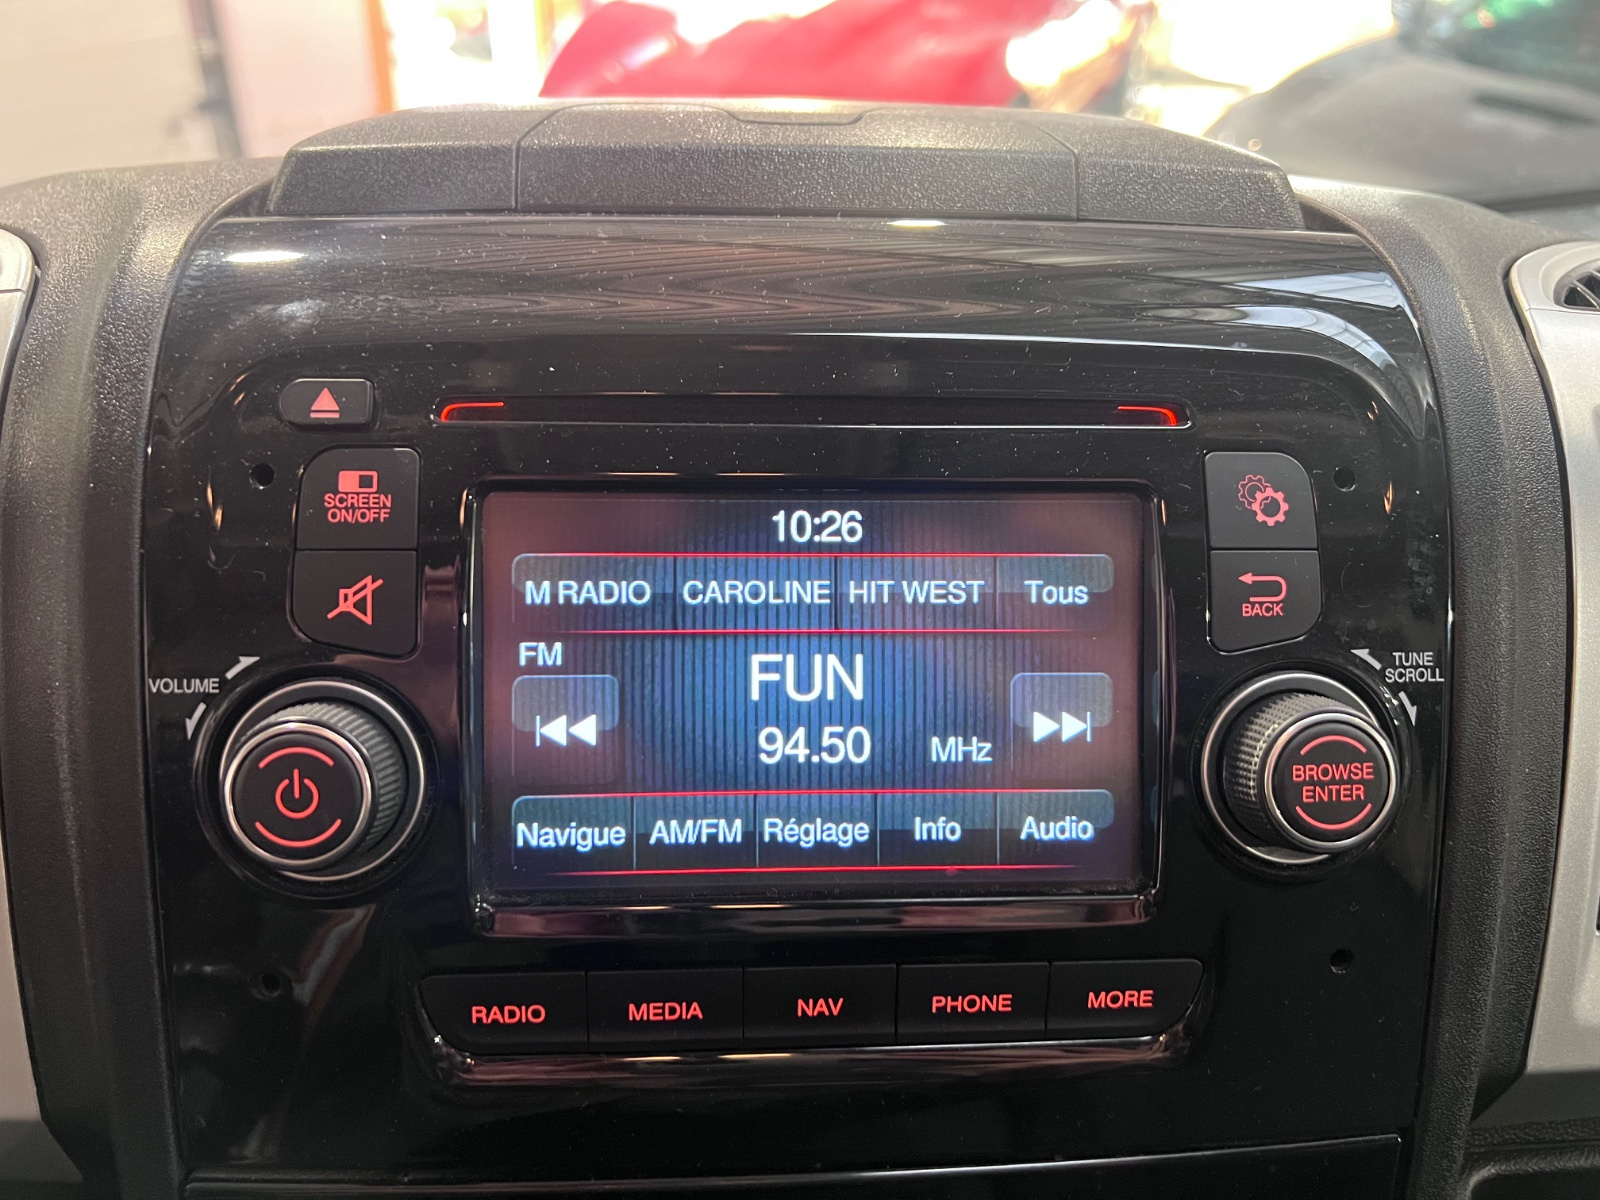 SCREEN
ON/OFF
VOLUME
10:26
M RADIO CAROLINE HIT WEST Tous
FM
FUN
94.50 MHz
Navigue AM/FM Réglage Info Audio
BACK
TUNE
SCROLL
BROWSE
ENTER
RADIO MEDIA NAV PHONE MORE